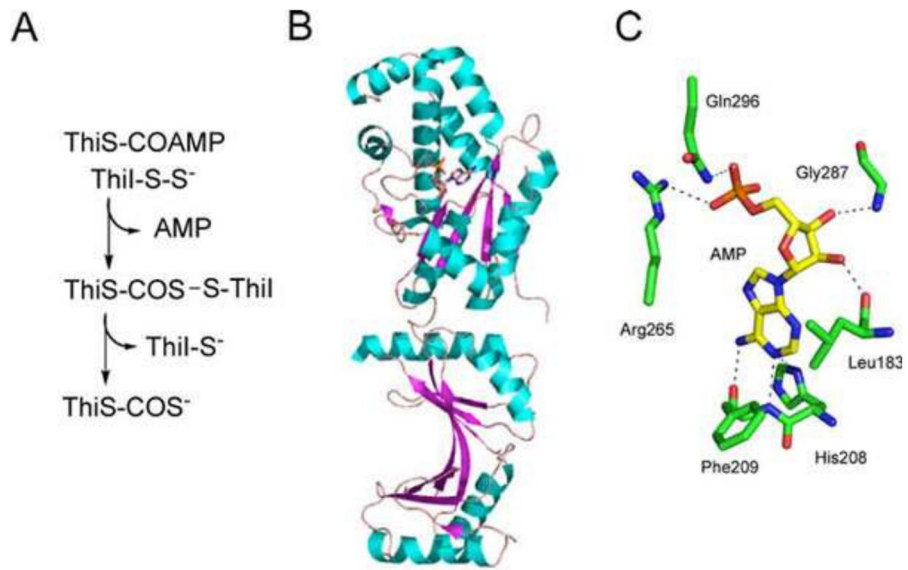 A
ThiS-COAMP
ThiI-S-S⁻
AMP
ThiS-COS-S-ThiI
ThiI-S⁻
ThiS-COS⁻
B
C
Gln296
Gly287
AMP
Arg265
Leu183
Phe209
His208